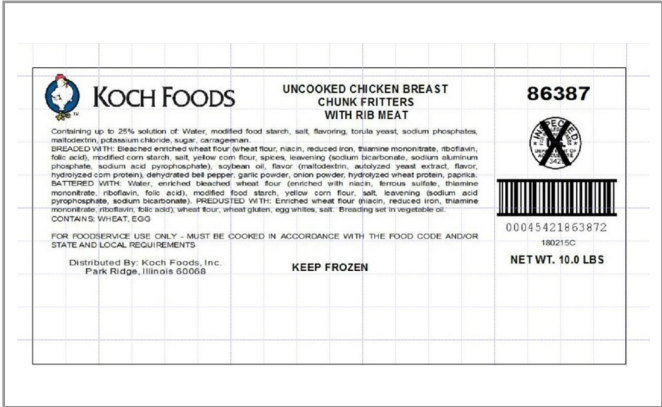 KOCH FOODS
TM
UNCOOKED CHICKEN BREAST
CHUNK FRITTERS
WITH RIB MEAT
86387
Containing up to 25% solution of: Water, modified food starch, salt, flavoring, torula yeast, sodium phosphates,
maltodextrin, potassium chloride, sugar, carrageenan.
BREADED WITH: Bleached enriched wheat flour (wheat flour, niacin, reduced iron, thiamine mononitrate, riboflavin,
folic acid), modified corn starch, salt, yellow corn flour, spices, leavening (sodium bicarbonate, sodium aluminum
phosphate, sodium acid pyrophosphate), soybean oil, flavor (maltodextrin, autolyzed yeast extract, flavor,
hydrolyzed corn protein), dehydrated bell pepper, garlic powder, onion powder, hydrolyzed wheat protein, paprika.
BATTERED WITH: Water, enriched bleached wheat flour (enriched with niacin, ferrous sulfate, thiamine
mononitrate, riboflavin, folic acid), modified food starch, yellow corn flour, salt, leavening (sodium acid
pyrophosphate, sodium bicarbonate). PREDUSTED WITH: Enriched wheat flour (niacin, reduced iron, thiamine
mononitrate, riboflavin, folic acid), wheat flour, wheat gluten, egg whites, salt. Breading set in vegetable oil.
CONTAINS: WHEAT, EGG
FOR FOODSERVICE USE ONLY - MUST BE COOKED IN ACCORDANCE WITH THE FOOD CODE AND/OR
STATE AND LOCAL REQUIREMENTS
Distributed By: Koch Foods, Inc.
Park Ridge, Illinois 60068
KEEP FROZEN
INSPECTED
00045421863872
180215C
NET WT. 10.0 LBS